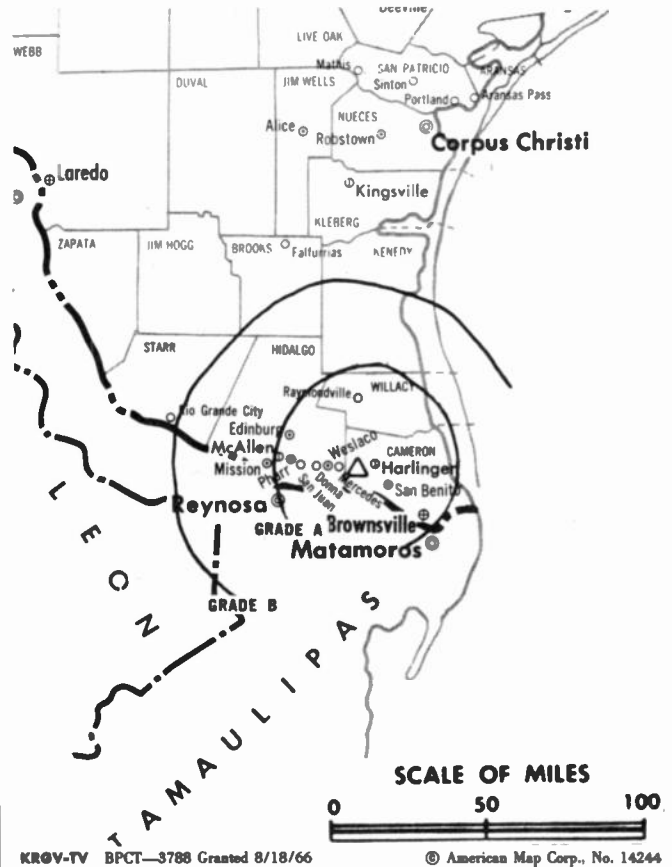 Beeville
WEBB
LIVE OAK
DUVAL
JIM WELLS
Mathis
SAN PATRICIO
Sinton
ARANSAS
Portland
Aransas Pass
NUECES
Alice
Robstown
Corpus Christi
Laredo
Kingsville
KLEBERG
ZAPATA
JIM HOGG
BROOKS
Falfurrias
KENEDY
STARR
HIDALGO
Raymondville
WILLACY
Rio Grande City
Edinburg
McAllen
Mission
Pharr
San Juan
Donna
Weslaco
Mercedes
CAMERON
Harlingen
San Benito
Reynosa
GRADE A
Brownsville
Matamoros
GRADE B
LEON
TAMAULIPAS
SCALE OF MILES
0 50 100
KRGV-TV BPCT—3788 Granted 8/18/66
© American Map Corp., No. 14244